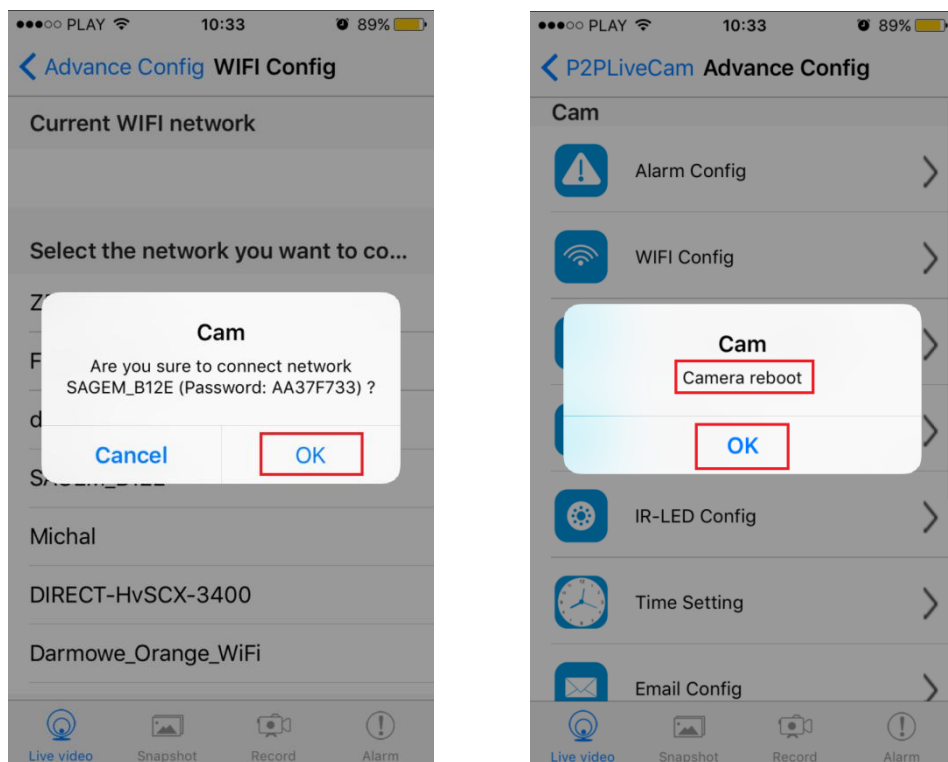 PLAY 10:33 89%
Advance Config WIFI Config
Current WIFI network
Select the network you want to co...
Cam
Are you sure to connect network
SAGEM_B12E (Password: AA37F733) ?
Cancel OK
Michal
DIRECT-HvSCX-3400
Darmowe_Orange_WiFi
Live video Snapshot Record Alarm
PLAY 10:33 89%
P2PLiveCam Advance Config
Cam
Alarm Config
WIFI Config
Cam
Camera reboot
OK
IR-LED Config
Time Setting
Email Config
Live video Snapshot Record Alarm